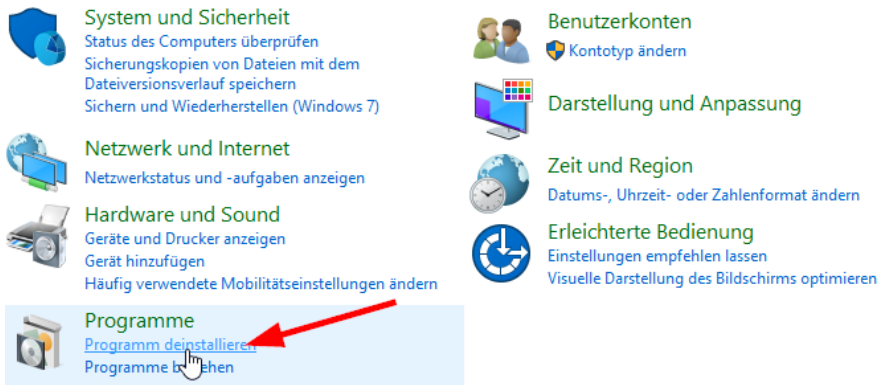 System und Sicherheit
Status des Computers überprüfen
Sicherungskopien von Dateien mit dem
Dateiversionsverlauf speichern
Sichern und Wiederherstellen (Windows 7)
Netzwerk und Internet
Netzwerkstatus und -aufgaben anzeigen
Hardware und Sound
Geräte und Drucker anzeigen
Gerät hinzufügen
Häufig verwendete Mobilitätseinstellungen ändern
Programme
Programm deinstallieren
Programme
Benutzerkonten
Kontotyp ändern
Darstellung und Anpassung
Zeit und Region
Datums-, Uhrzeit- oder Zahlenformat ändern
Erleichterte Bedienung
Einstellungen empfehlen lassen
Visuelle Darstellung des Bildschirms optimieren